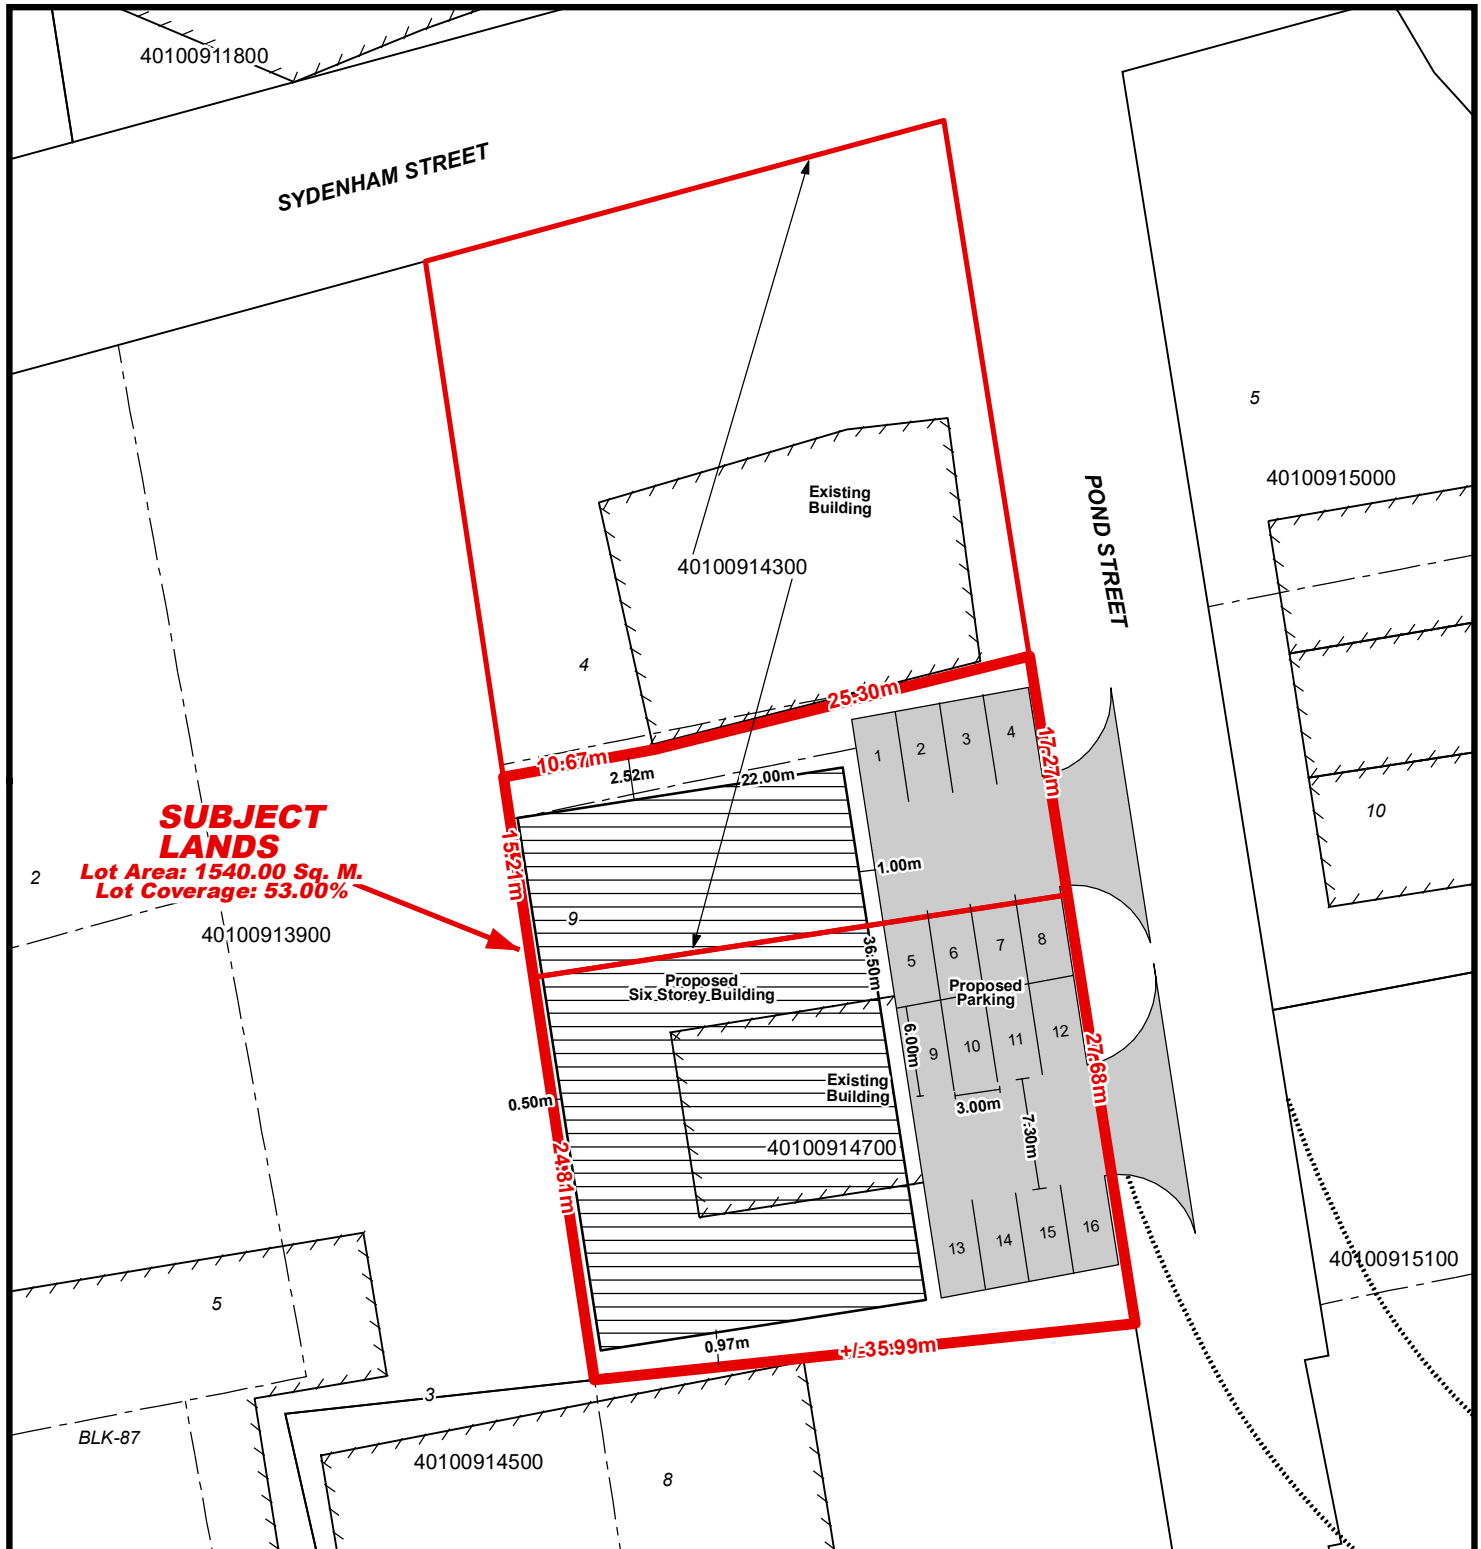 40100911800
SYDENHAM STREET
5
40100915000
POND STREET
Existing
Building
40100914300
4
25.30m
10.67m
2.52m
22.00m
1
2
3
4
17.27m
SUBJECT
LANDS
Lot Area: 1540.00 Sq. M.
Lot Coverage: 53.00%
2
40100913900
15.21m
9
1.00m
10
36.50m
5
6
7
8
Proposed
Six Storey Building
Proposed
Parking
6.00m
9
10
11
12
27.68m
Existing
Building
0.50m
3.00m
7.30m
40100914700
24.81m
13
14
15
16
40100915100
5
0.97m
+/-35.99m
3
BLK-87
40100914500
8